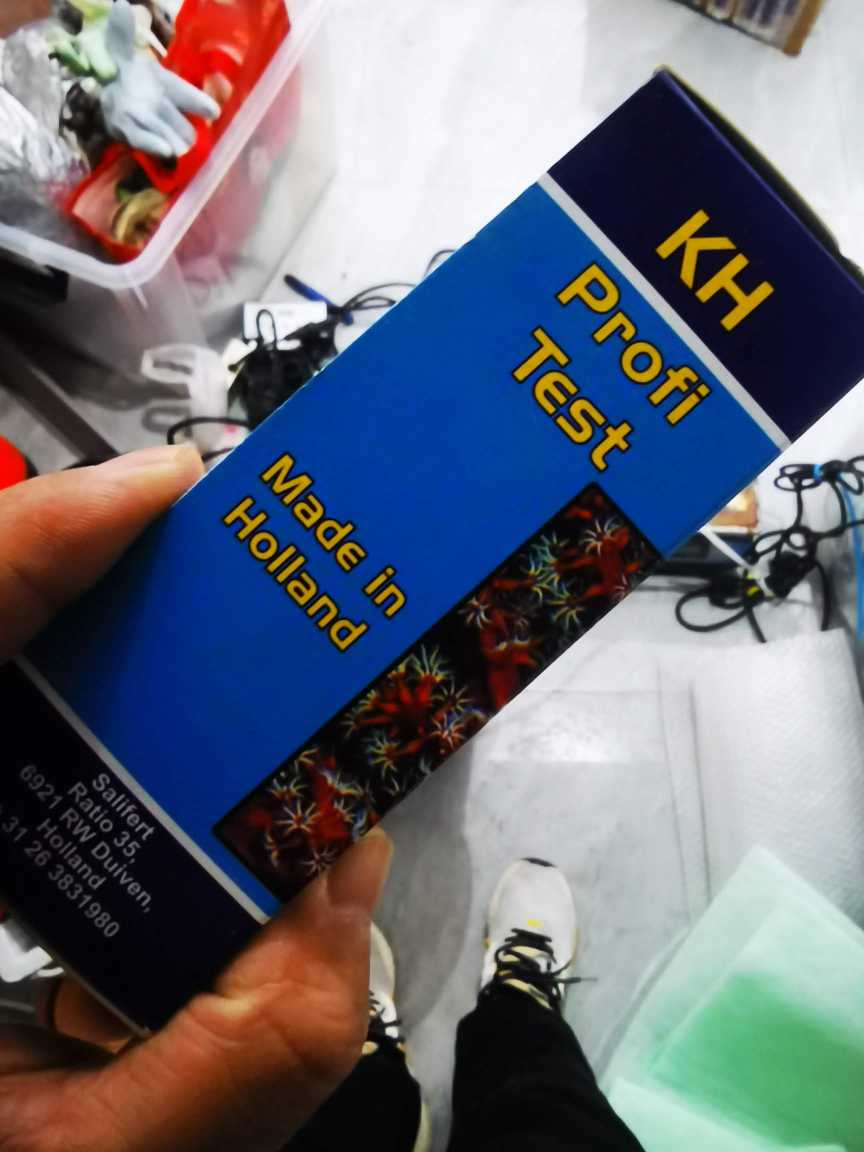 KH
Profi
Test
Made in
Holland
Salifert
Ratio 35,
6921 RW Duiven,
Holland
31 26 3831980